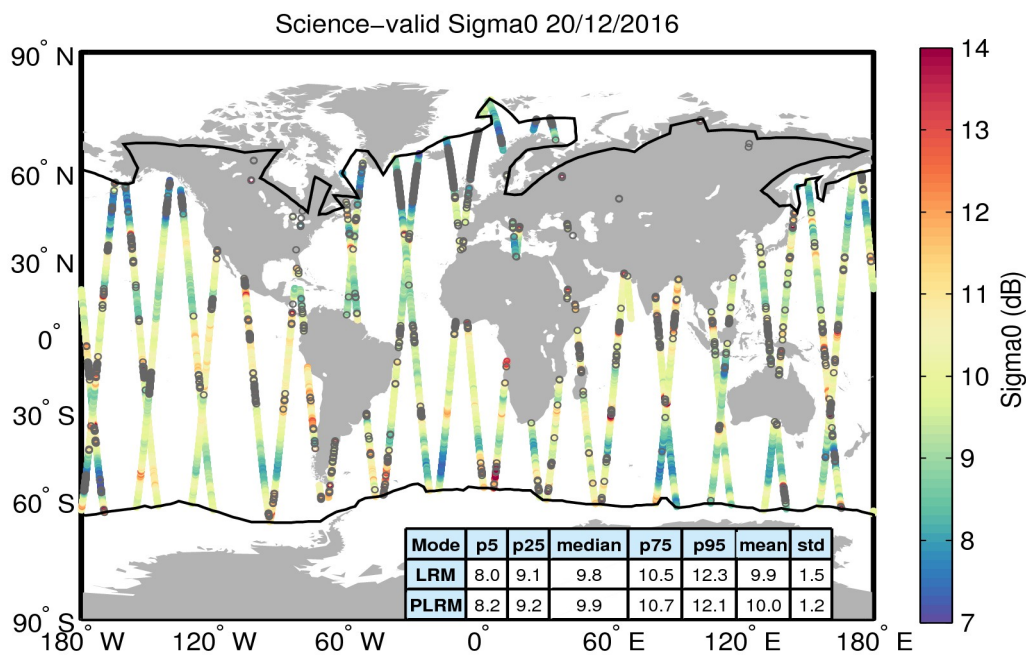 Science−valid Sigma0 20/12/2016
90° N
60° N
30° N
0°
30° S
60° S
90° S
180° W
120° W
60° W
0°
60° E
120° E
180° E
14
13
12
11
10
9
8
7
Sigma0 (dB)
Mode p5 p25 median p75 p95 mean std
LRM 8.0 9.1 9.8 10.5 12.3 9.9 1.5
PLRM 8.2 9.2 9.9 10.7 12.1 10.0 1.2